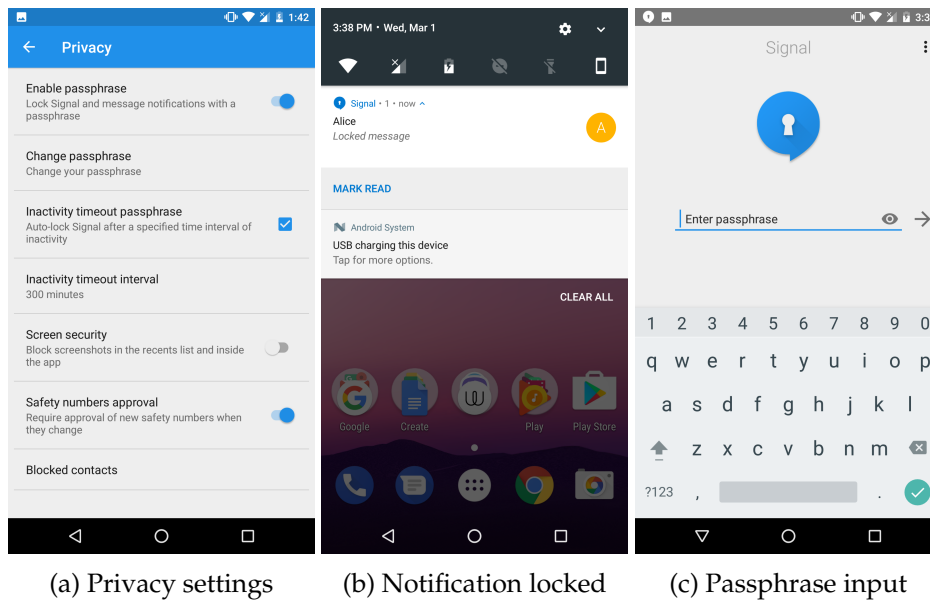 1:42
Privacy
Enable passphrase
Lock Signal and message notifications with a
passphrase
Change passphrase
Change your passphrase
Inactivity timeout passphrase
Auto-lock Signal after a specified time interval of
inactivity
Inactivity timeout interval
300 minutes
Screen security
Block screenshots in the recents list and inside
the app
Safety numbers approval
Require approval of new safety numbers when
they change
Blocked contacts
(a) Privacy settings
3:38 PM • Wed, Mar 1
Signal • 1 • now
Alice
Locked message
A
MARK READ
Android System
USB charging this device
Tap for more options.
CLEAR ALL
Google Create Play Play Store
(b) Notification locked
3:3
Signal
Enter passphrase
1 2 3 4 5 6 7 8 9 0
q w e r t y u i o p
a s d f g h j k l
z x c v b n m
?123 , .
(c) Passphrase input